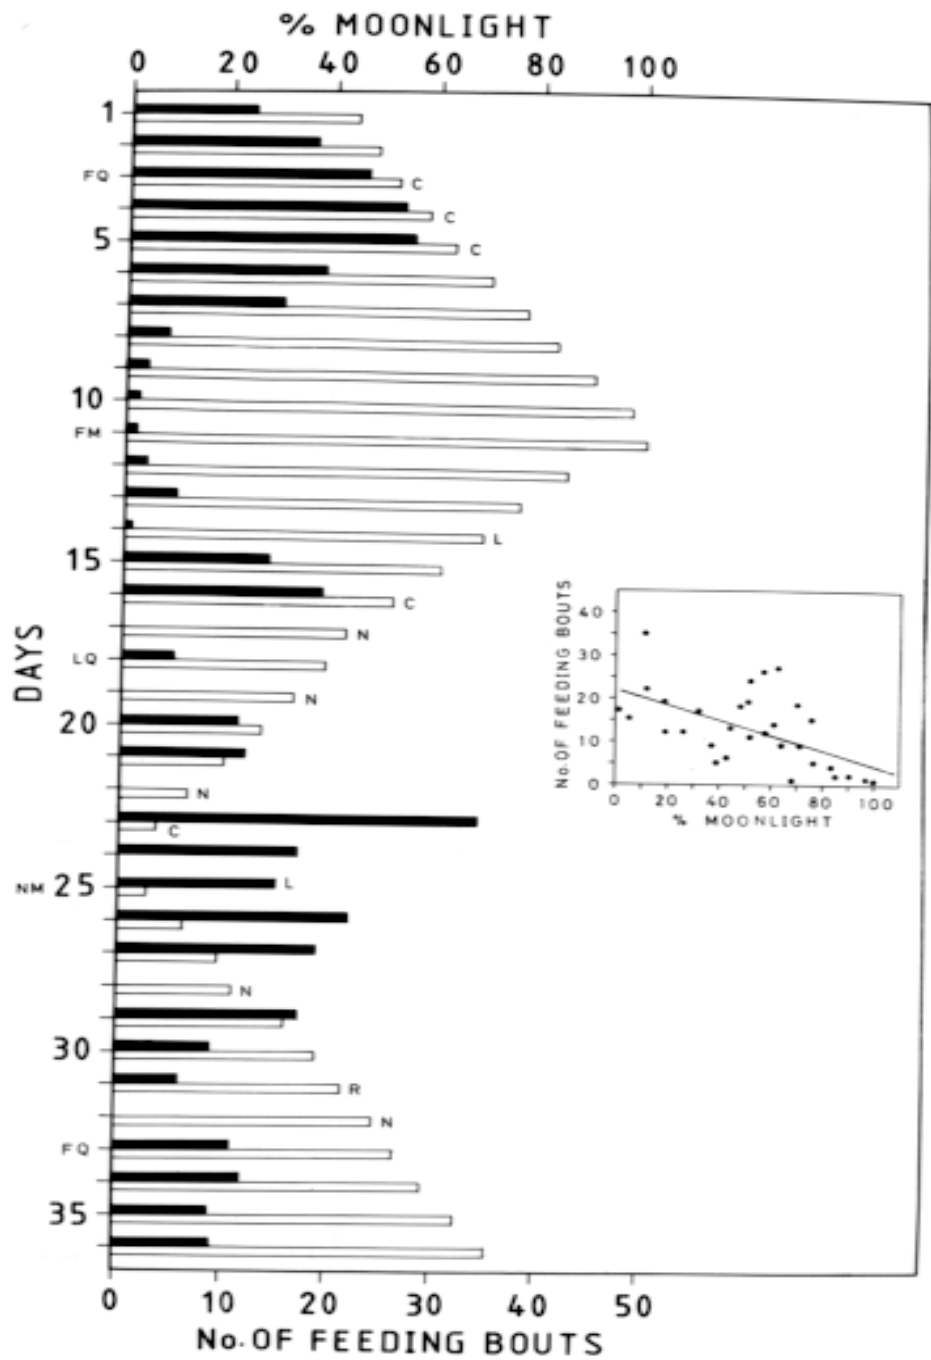 % MOONLIGHT
0 20 40 60 80 100
1
FQ
C
C
5
C
10
FM
L
15
C
N
LQ
N
20
N
C
NM 25
L
N
30
R
N
FQ
35
DAYS
0 10 20 30 40 50
No. OF FEEDING BOUTS
No. OF FEEDING BOUTS
40
30
20
10
0
0 20 40 60 80 100
% MOONLIGHT